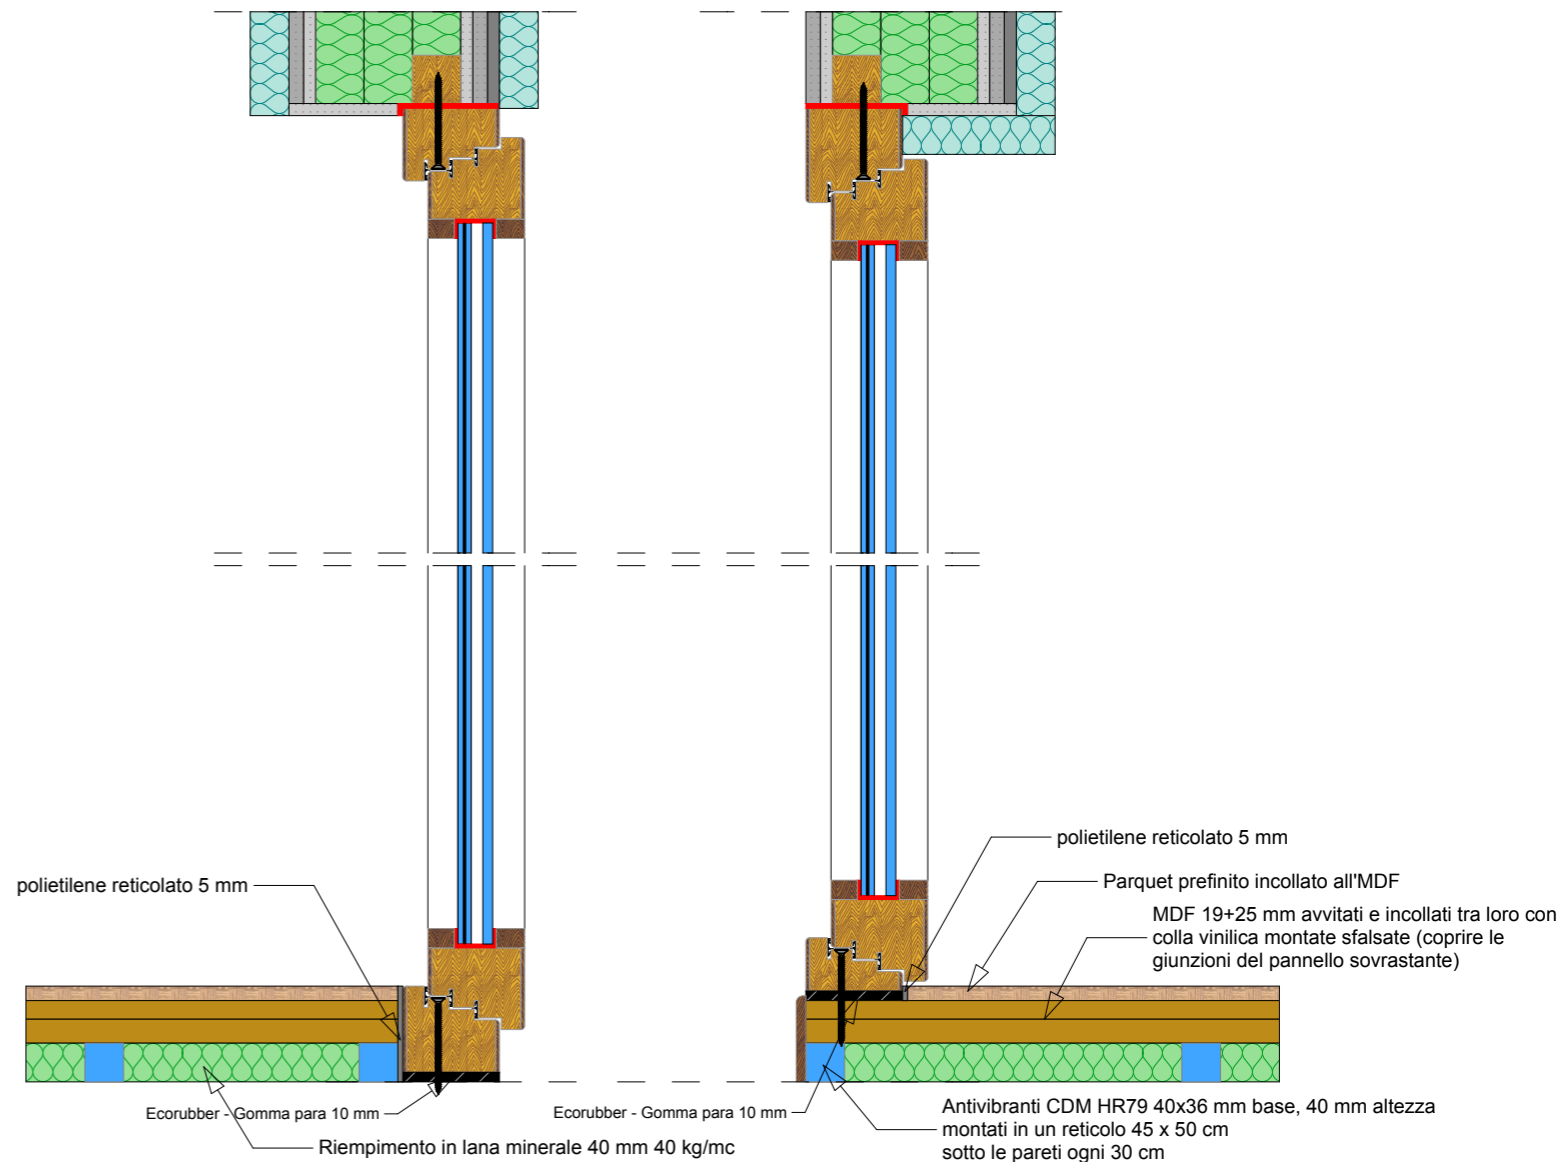 polietilene reticolato 5 mm
polietilene reticolato 5 mm
Parquet prefinito incollato all'MDF
MDF 19+25 mm avvitati e incollati tra loro con
colla vinilica montate sfalsate (coprire le
giunzioni del pannello sovrastante)
Ecorubber - Gomma para 10 mm
Ecorubber - Gomma para 10 mm
Riempimento in lana minerale 40 mm 40 kg/mc
Antivibranti CDM HR79 40x36 mm base, 40 mm altezza
montati in un reticolo 45 x 50 cm
sotto le pareti ogni 30 cm